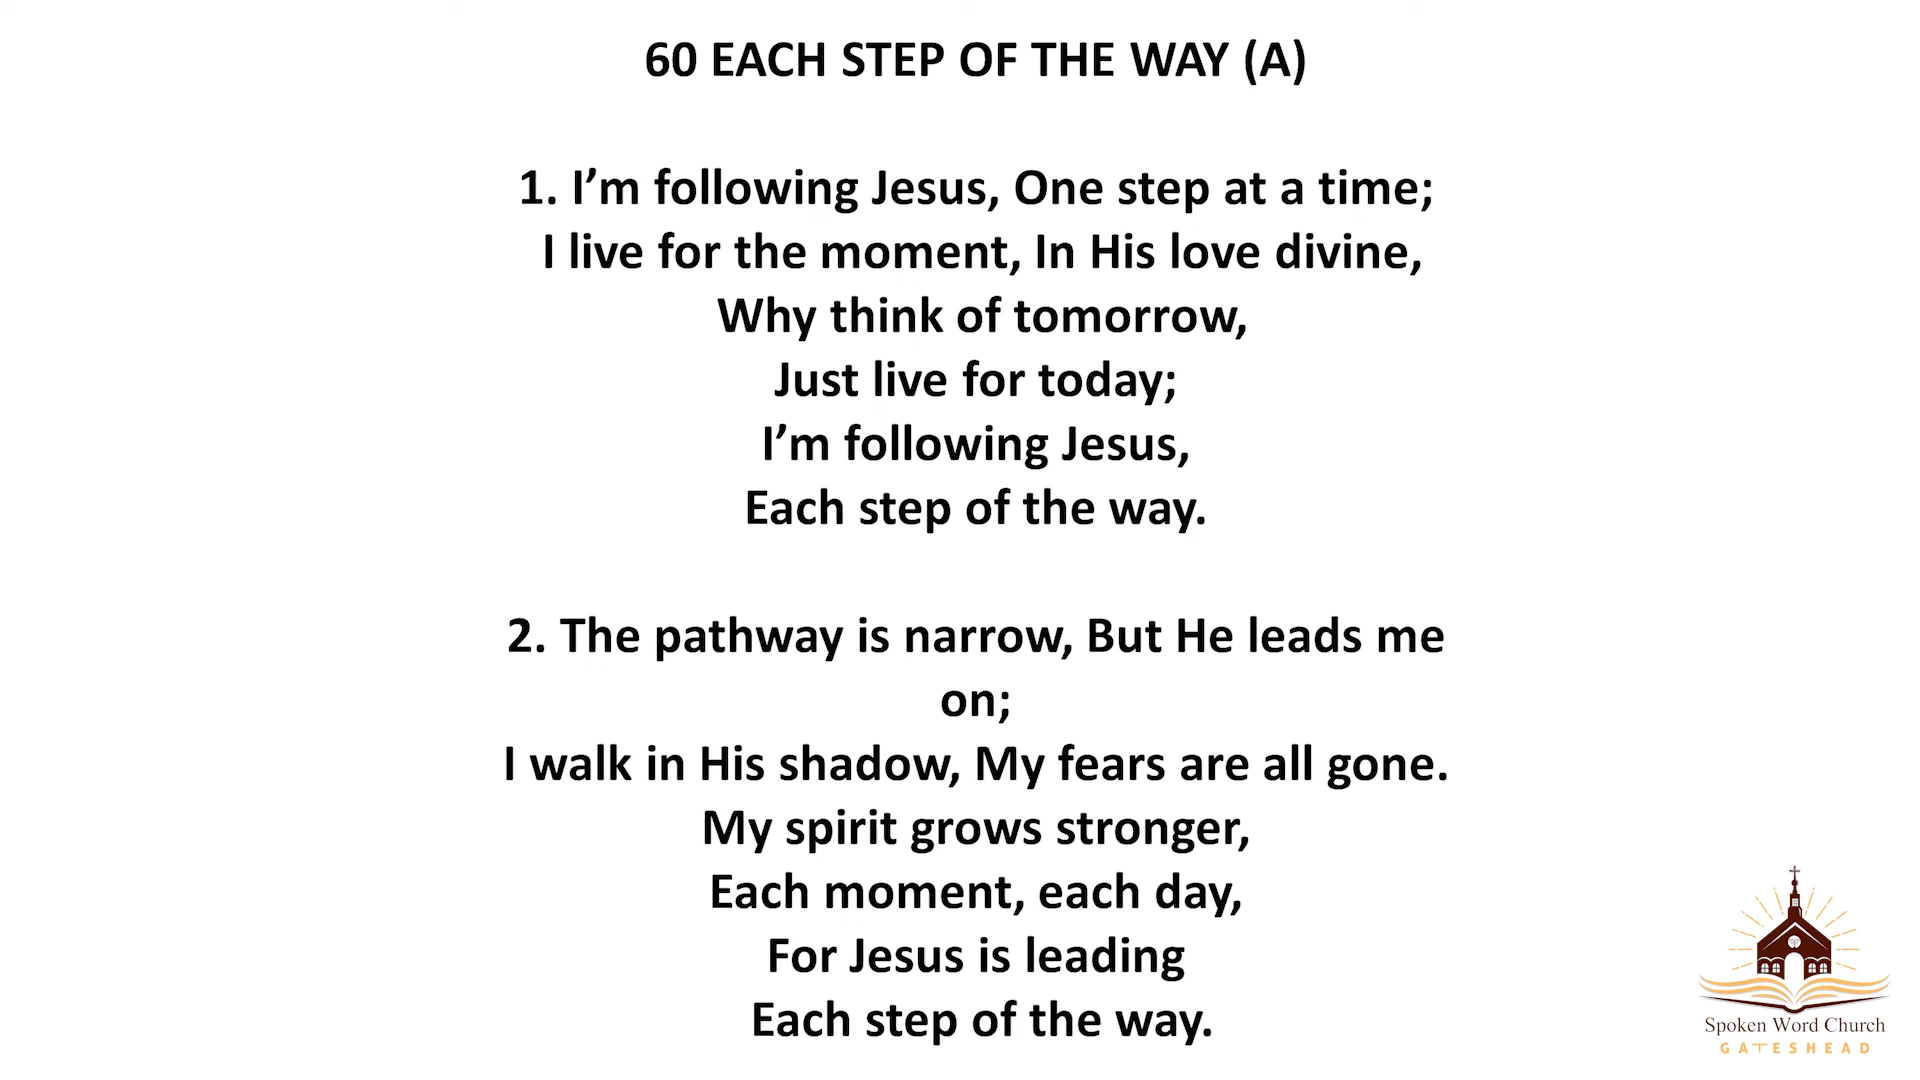 60 EACH STEP OF THE WAY (A)
1. I’m following Jesus, One step at a time;
I live for the moment, In His love divine,
Why think of tomorrow,
Just live for today;
I’m following Jesus,
Each step of the way.
2. The pathway is narrow, But He leads me
on;
I walk in His shadow, My fears are all gone.
My spirit grows stronger,
Each moment, each day,
For Jesus is leading
Each step of the way.
Spoken Word Church
GATESHEAD